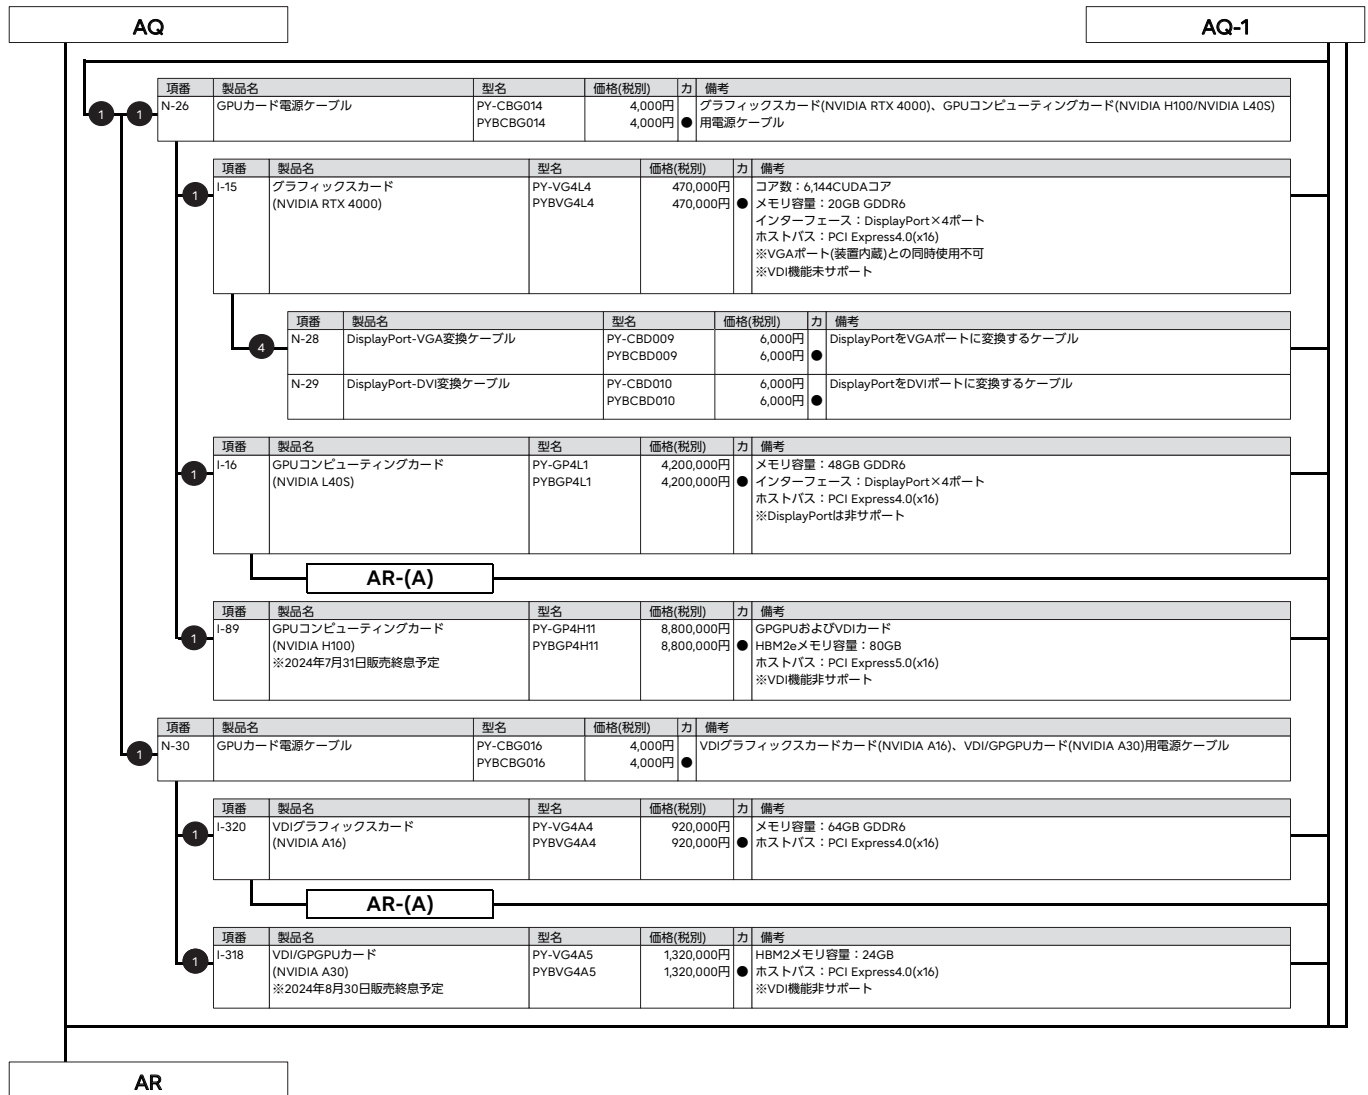 AQ
AQ-1
項番 製品名 型名 価格(税別) カ 備考
1 1 N-26 GPUカード電源ケーブル PY-CBG014 4,000円 グラフィックスカード(NVIDIA RTX 4000)、GPUコンピューティングカード(NVIDIA H100/NVIDIA L40S)
PYBCBG014 4,000円 ● 用電源ケーブル
項番 製品名 型名 価格(税別) カ 備考
1 I-15 グラフィックスカード PY-VG4L4 470,000円 コア数：6,144CUDAコア
(NVIDIA RTX 4000) PYBVG4L4 470,000円 ● メモリ容量：20GB GDDR6
インターフェース：DisplayPort×4ポート
ホストバス：PCI Express4.0(x16)
※VGAポート(装置内蔵)との同時使用不可
※VDI機能未サポート
項番 製品名 型名 価格(税別) カ 備考
4 N-28 DisplayPort-VGA変換ケーブル PY-CBD009 6,000円 DisplayPortをVGAポートに変換するケーブル
PYBCBD009 6,000円 ●
N-29 DisplayPort-DVI変換ケーブル PY-CBD010 6,000円 DisplayPortをDVIポートに変換するケーブル
PYBCBD010 6,000円 ●
項番 製品名 型名 価格(税別) カ 備考
1 I-16 GPUコンピューティングカード PY-GP4L1 4,200,000円 メモリ容量：48GB GDDR6
(NVIDIA L40S) PYBGP4L1 4,200,000円 ● インターフェース：DisplayPort×4ポート
ホストバス：PCI Express4.0(x16)
※DisplayPortは非サポート
AR-(A)
項番 製品名 型名 価格(税別) カ 備考
1 I-89 GPUコンピューティングカード PY-GP4H11 8,800,000円 GPGPUおよびVDIカード
(NVIDIA H100) PYBGP4H11 8,800,000円 ● HBM2eメモリ容量：80GB
※2024年7月31日販売終息予定 ホストバス：PCI Express5.0(x16)
※VDI機能非サポート
項番 製品名 型名 価格(税別) カ 備考
1 N-30 GPUカード電源ケーブル PY-CBG016 4,000円 VDIグラフィックスカードカード(NVIDIA A16)、VDI/GPGPUカード(NVIDIA A30)用電源ケーブル
PYBCBG016 4,000円 ●
項番 製品名 型名 価格(税別) カ 備考
1 I-320 VDIグラフィックスカード PY-VG4A4 920,000円 メモリ容量：64GB GDDR6
(NVIDIA A16) PYBVG4A4 920,000円 ● ホストバス：PCI Express4.0(x16)
AR-(A)
項番 製品名 型名 価格(税別) カ 備考
1 I-318 VDI/GPGPUカード PY-VG4A5 1,320,000円 HBM2メモリ容量：24GB
(NVIDIA A30) PYBVG4A5 1,320,000円 ● ホストバス：PCI Express4.0(x16)
※2024年8月30日販売終息予定 ※VDI機能非サポート
AR